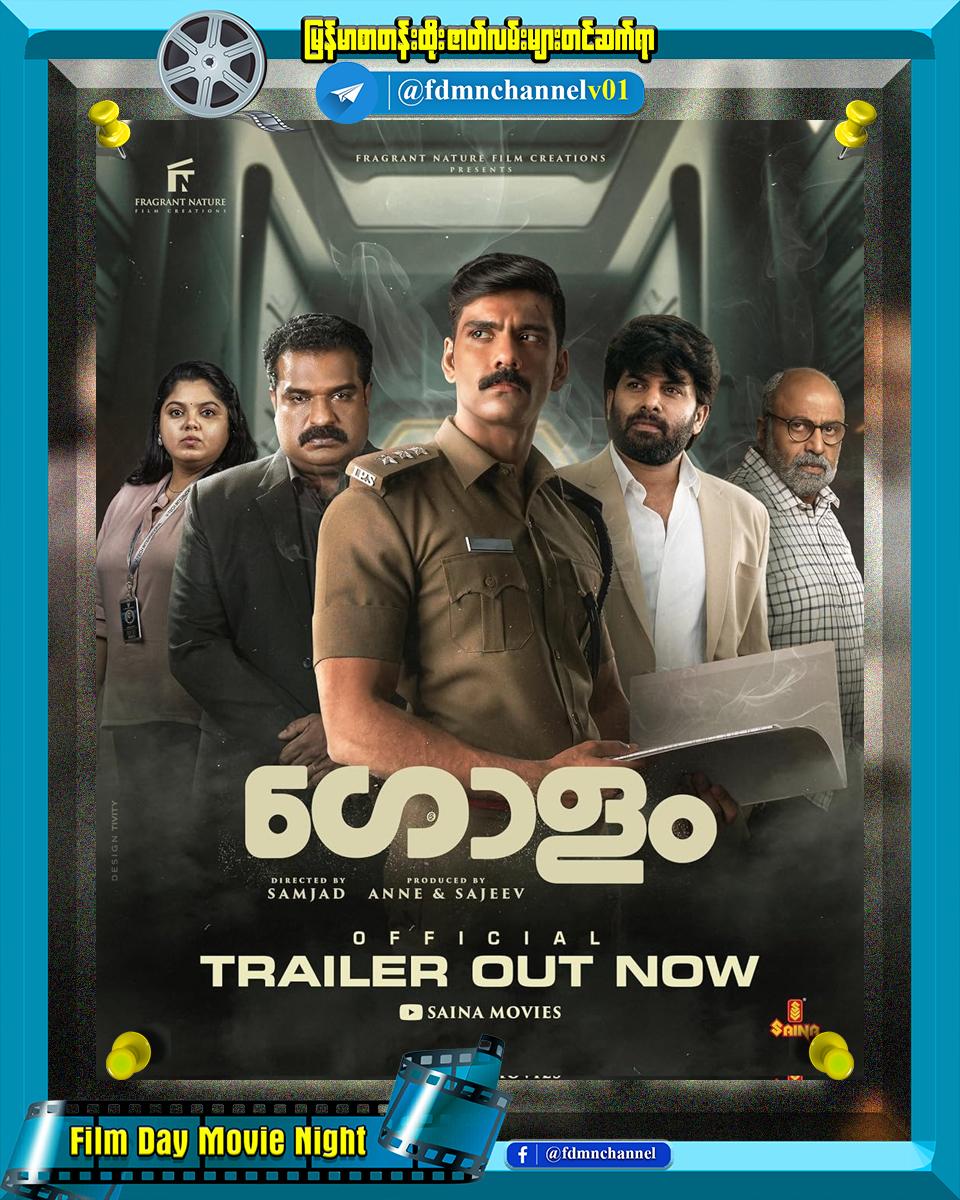 မြန်မာစာတန်းထိုးဇာတ်လမ်းများတင်ဆက်ရာ
@fdmnchannelv01
FRAGRANT NATURE FILM CREATIONS
PRESENTS
FRAGRANT NATURE
FILM CREATIONS
I.P.S
ഗോളം
DESIGN TIVITY
DIRECTED BY
SAMJAD
PRODUCED BY
ANNE & SAJEEV
OFFICIAL
TRAILER OUT NOW
SAINA MOVIES
SAINA
Film Day Movie Night
@fdmnchannel